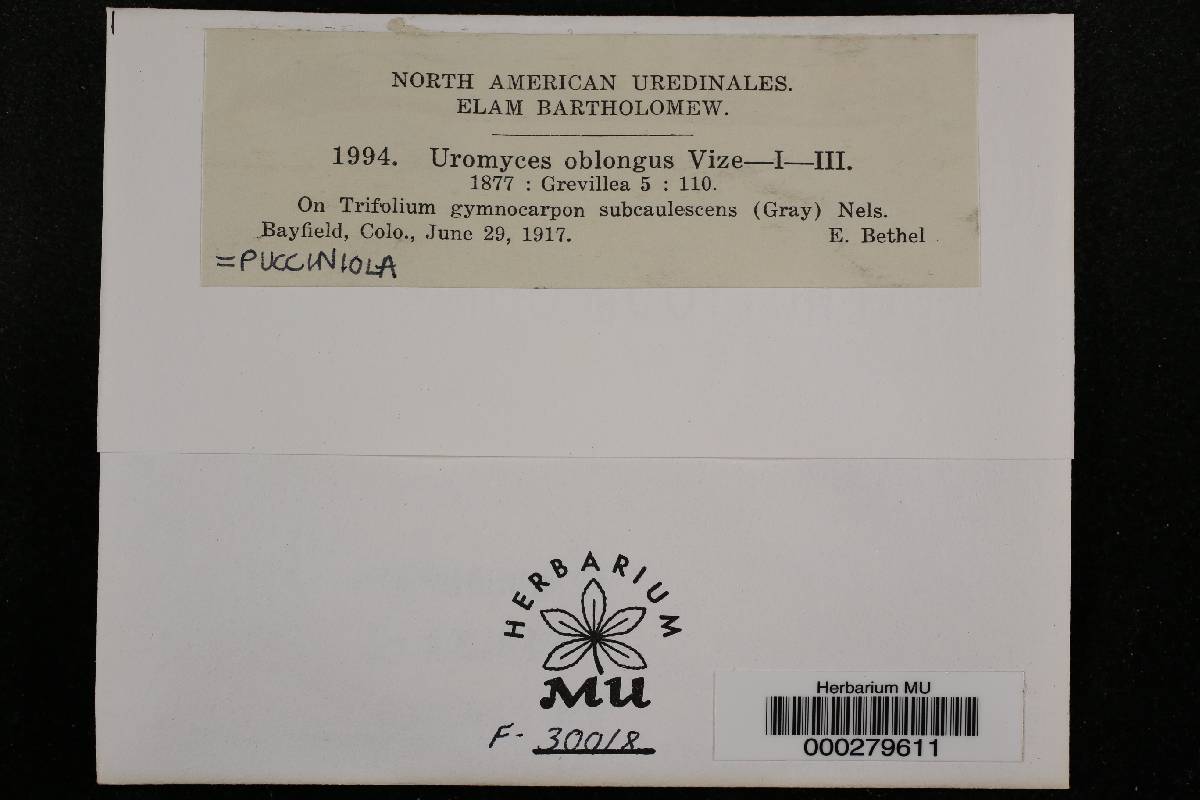 NORTH AMERICAN UREDINALES.
ELAM BARTHOLOMEW.
1994. Uromyces oblongus Vize—I—III.
1877 : Grevillea 5 : 110.
On Trifolium gymnocarpon subcaulescens (Gray) Nels.
Bayfield, Colo., June 29, 1917. E. Bethel
=PUCCINIOLA
HERBARIUM
MU
F- 30018
Herbarium MU
000279611